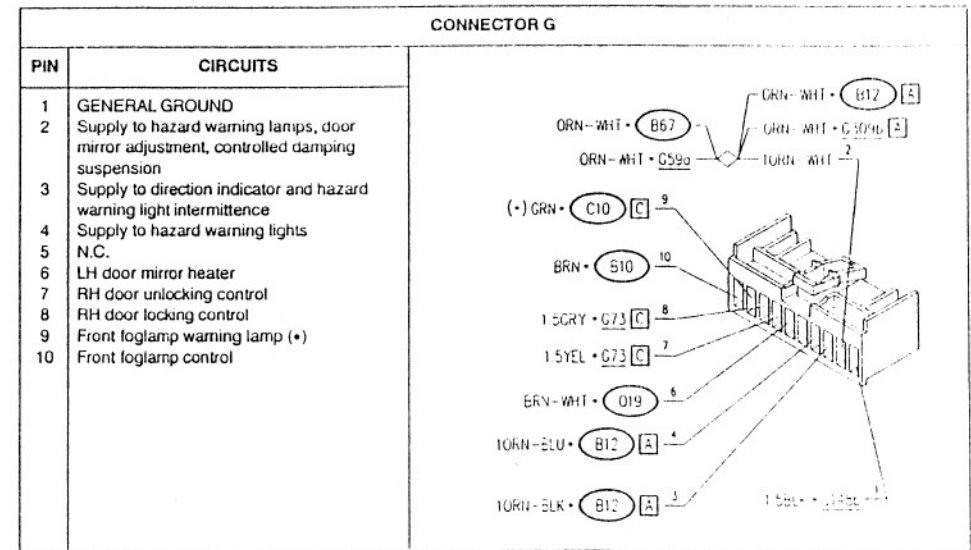 CONNECTOR G
PIN
CIRCUITS
1 GENERAL GROUND
2 Supply to hazard warning lamps, door
mirror adjustment, controlled damping
suspension
3 Supply to direction indicator and hazard
warning light intermittence
4 Supply to hazard warning lights
5 N.C.
6 LH door mirror heater
7 RH door unlocking control
8 RH door locking control
9 Front foglamp warning lamp (•)
10 Front foglamp control
ORN-WHT • B12 A
ORN-WHT • B67
ORN-WHT • G309b A
ORN-WHT • G59a
1ORN-WHT 2
(•) GRN • C10 C 9
BRN • B10 10
1.5GRY • G73 C 8
1.5YEL • G73 C 7
BRN-WHT • O19 6
1ORN-BLU • B12 A 4
1ORN-BLK • B12 A 3
1